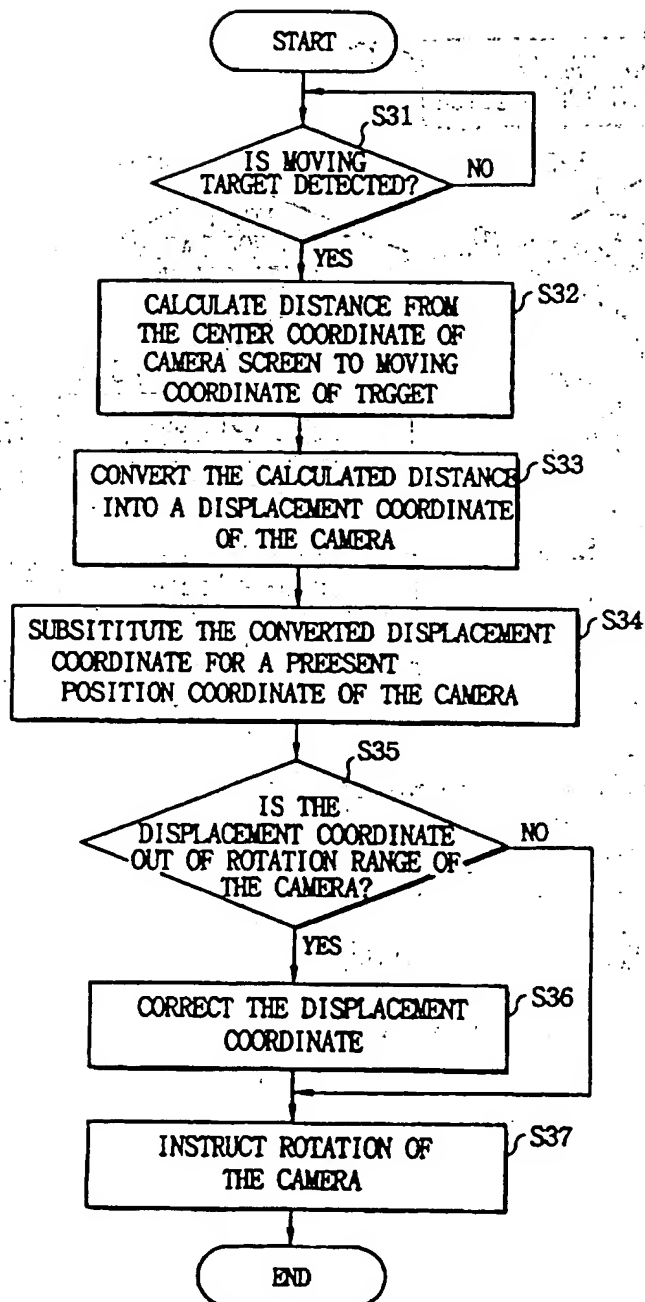 START
S31
IS MOVING
TARGET DETECTED?
NO
YES
S32
CALCULATE DISTANCE FROM
THE CENTER COORDINATE OF
CAMERA SCREEN TO MOVING
COORDINATE OF TRGGET
S33
CONVERT THE CALCULATED DISTANCE
INTO A DISPLACEMENT COORDINATE
OF THE CAMERA
S34
SUBSITITUTE THE CONVERTED DISPLACEMENT
COORDINATE FOR A PREESENT
POSITION COORDINATE OF THE CAMERA
S35
IS THE
DISPLACEMENT COORDINATE
OUT OF ROTATION RANGE OF
THE CAMERA?
NO
YES
S36
CORRECT THE DISPLACEMENT
COORDINATE
S37
INSTRUCT ROTATION OF
THE CAMERA
END